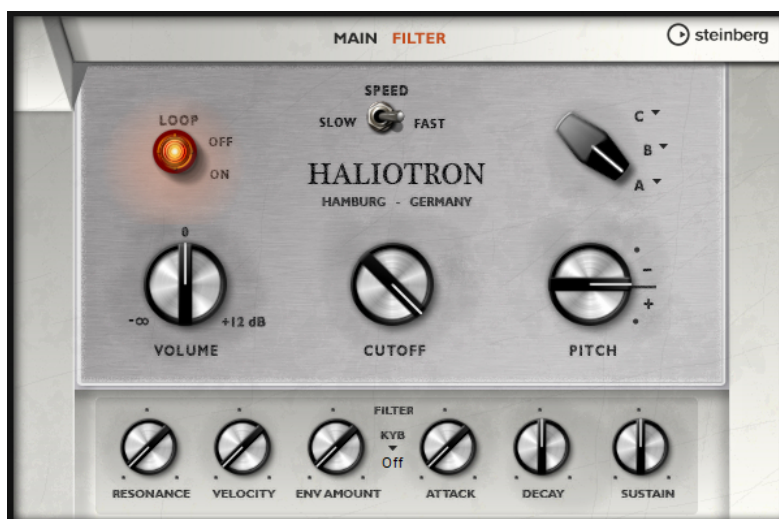 MAIN FILTER
steinberg
SPEED
SLOW FAST
LOOP
OFF
ON
C
B
A
HALIOTRON
HAMBURG - GERMANY
0
-∞ +12 dB
VOLUME
CUTOFF
-
+
PITCH
FILTER
KYB
Off
RESONANCE VELOCITY ENV AMOUNT ATTACK DECAY SUSTAIN